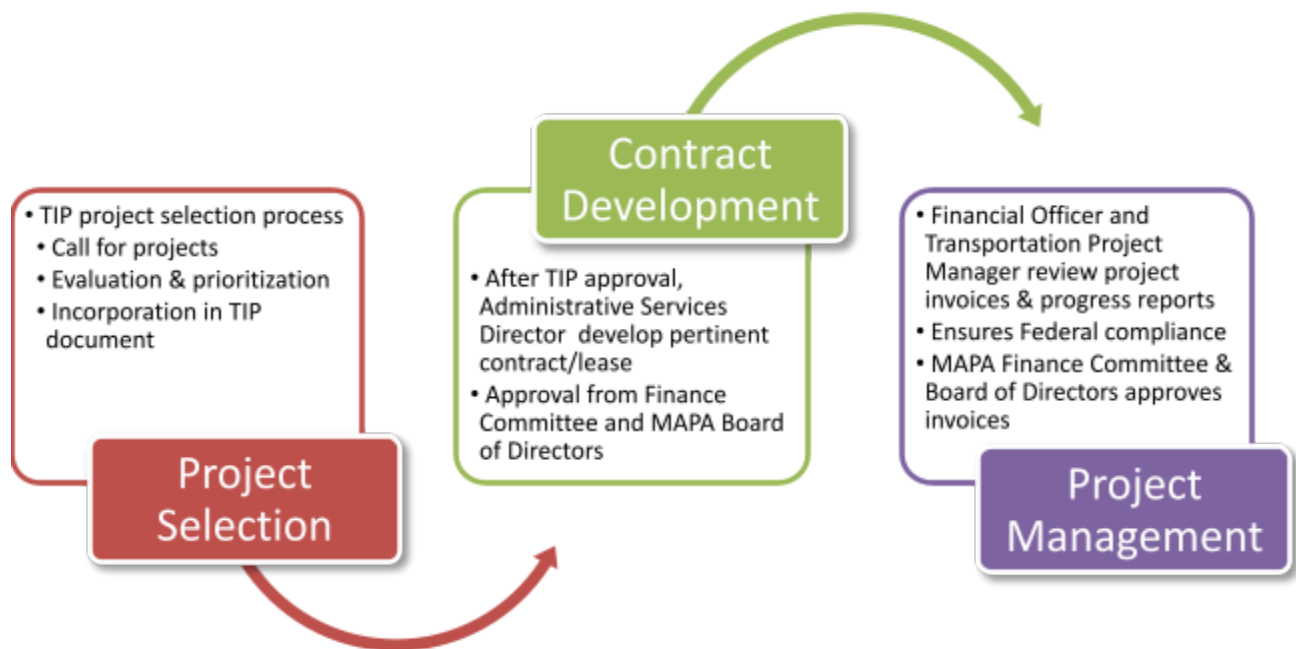 • TIP project selection process
• Call for projects
• Evaluation & prioritization
• Incorporation in TIP
document
Project
Selection
Contract
Development
• After TIP approval,
Administrative Services
Director develop pertinent
contract/lease
• Approval from Finance
Committee and MAPA Board
of Directors
• Financial Officer and
Transportation Project
Manager review project
invoices & progress reports
• Ensures Federal compliance
• MAPA Finance Committee &
Board of Directors approves
invoices
Project
Management